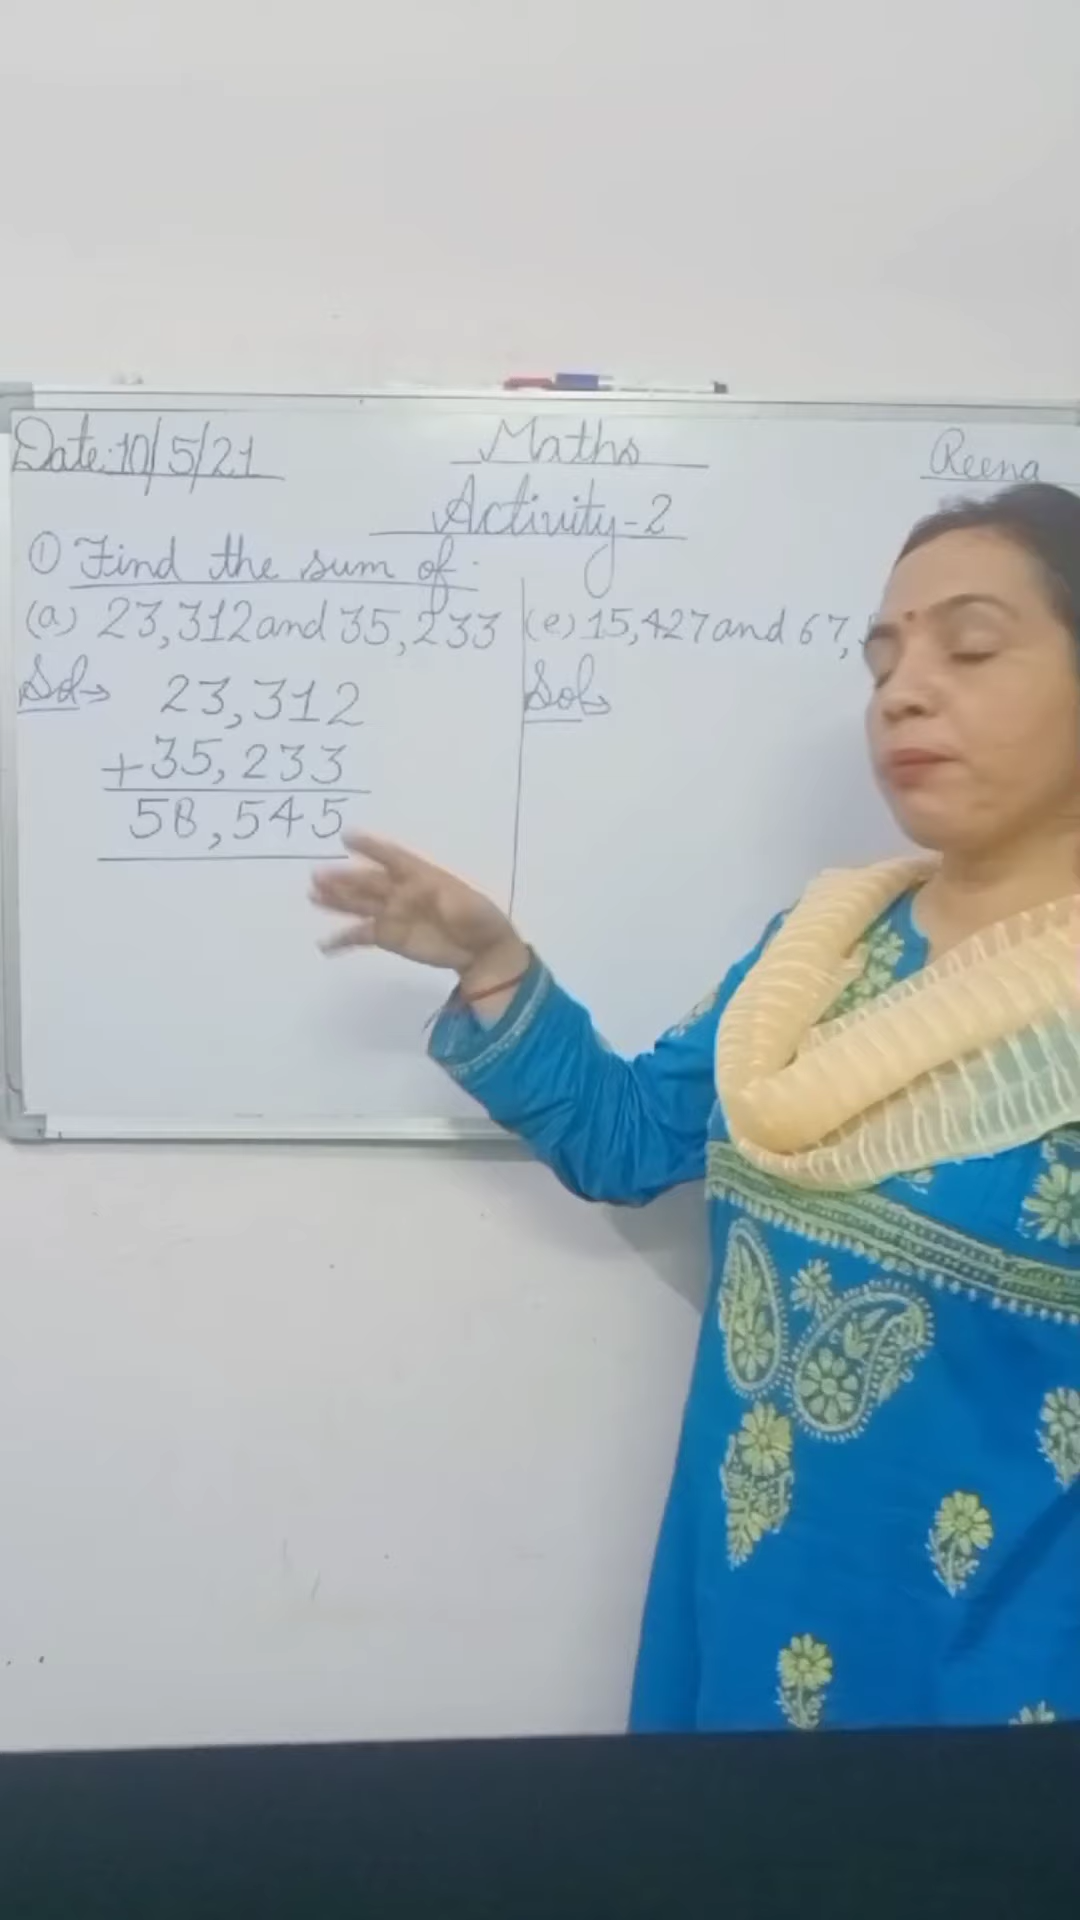 Date:10/5/21
Maths
Reena
Activity-2
① Find the sum of.
(a) 23,312 and 35,233
Sol→
23,312
+35,233
58,545
(e) 15,427 and 67,
Sol→